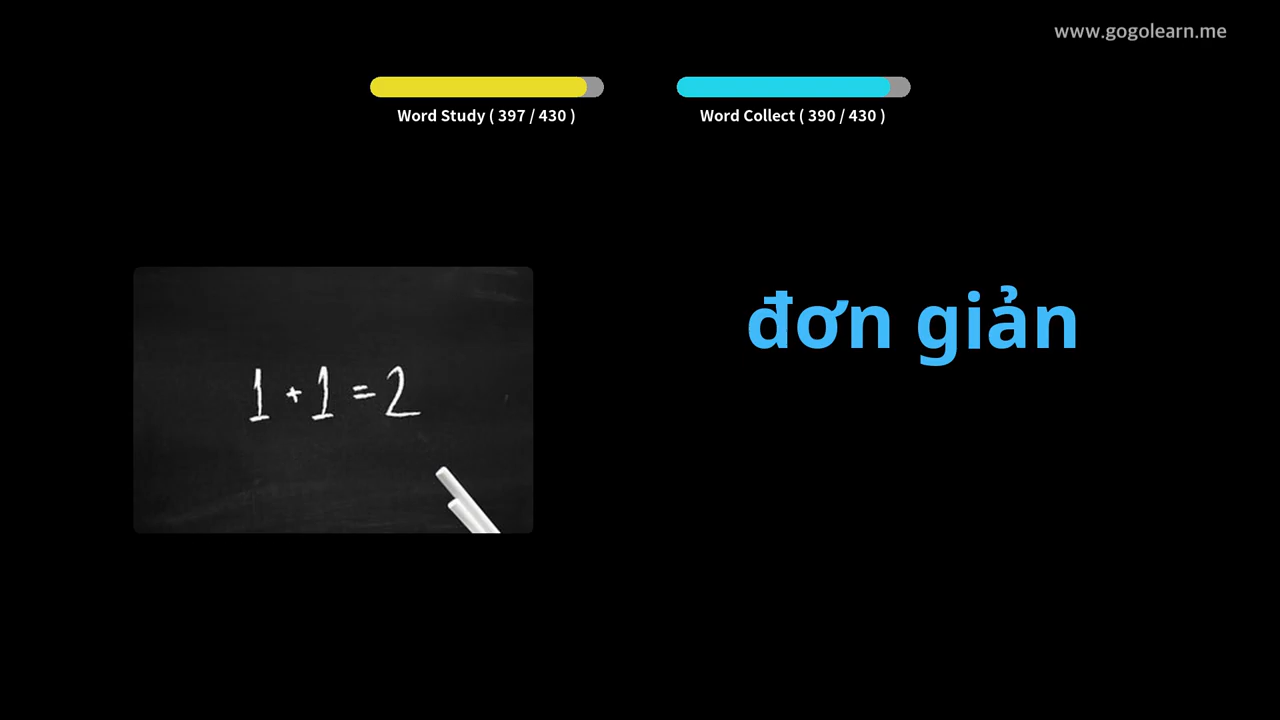 www.gogolearn.me
Word Study ( 397 / 430 )
Word Collect ( 390 / 430 )
đơn giản
1 + 1 = 2